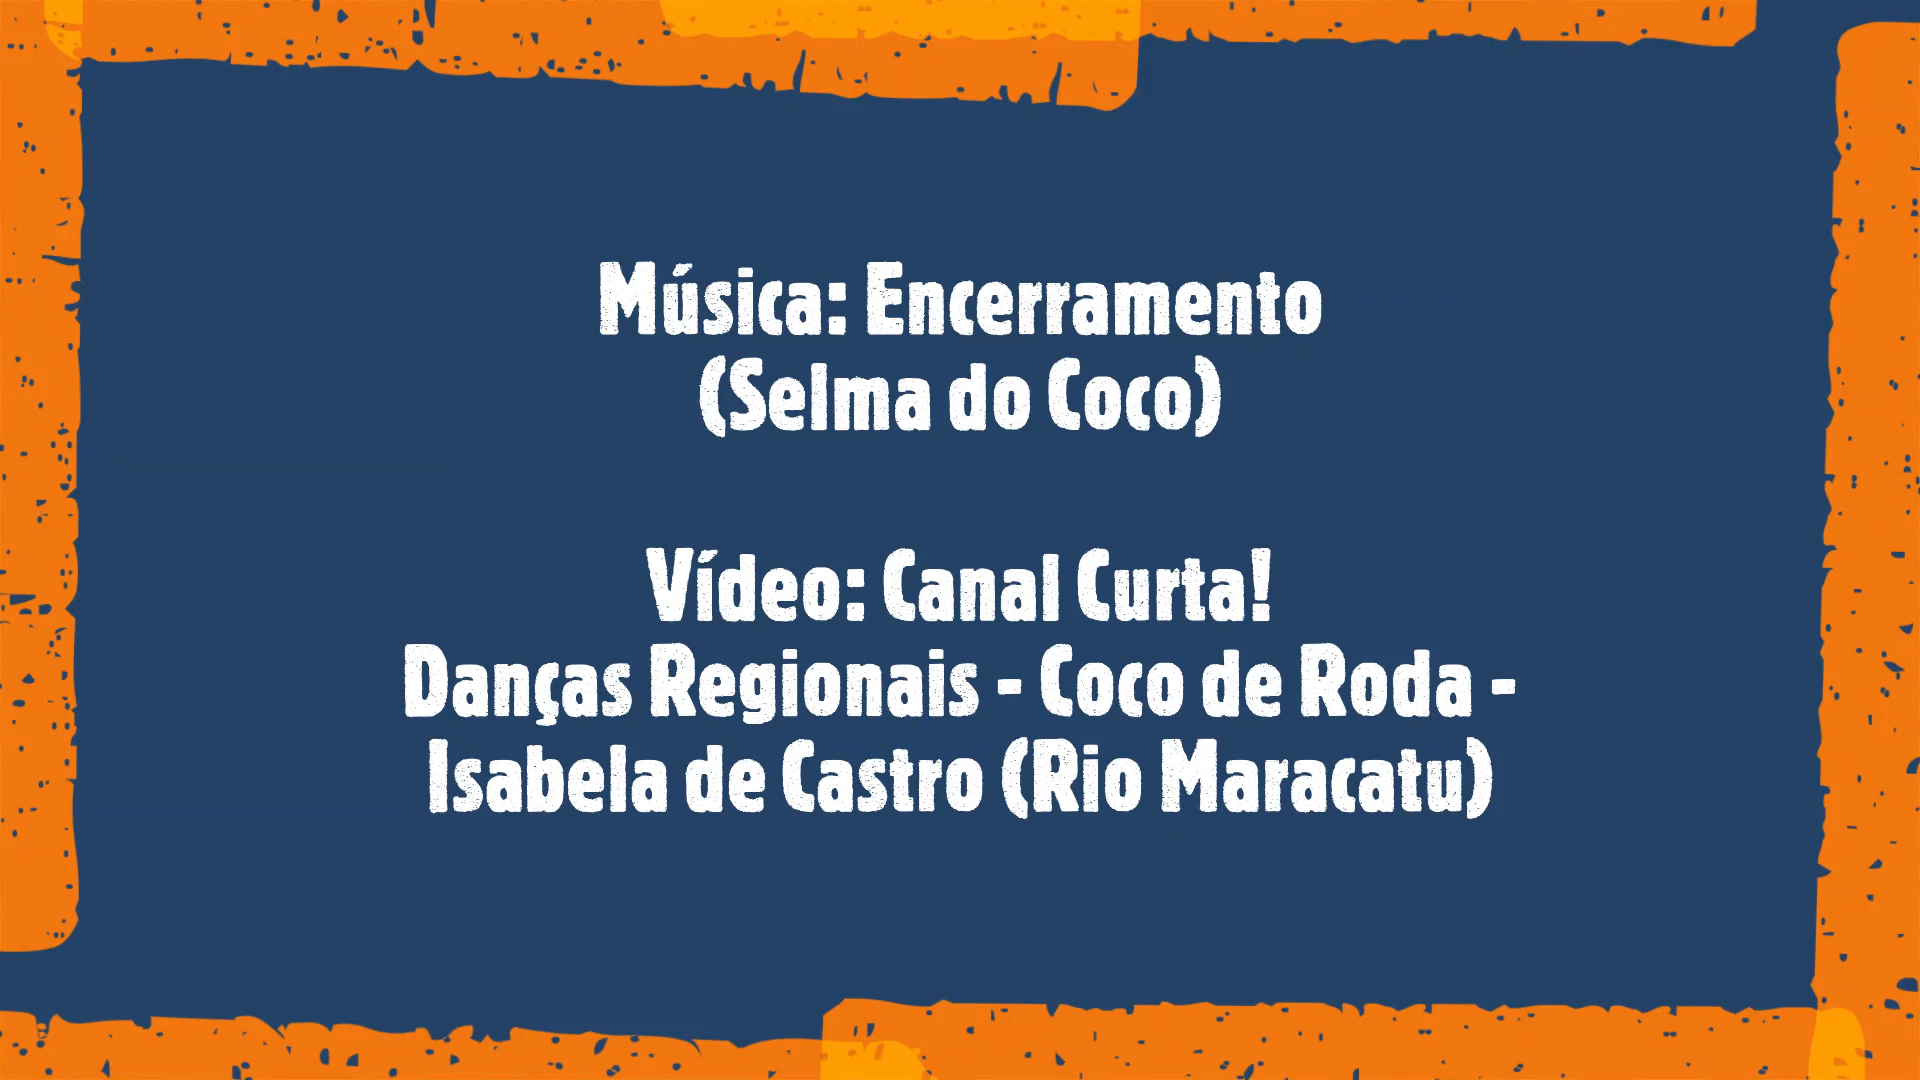 Música: Encerramento
(Selma do Coco)
Vídeo: Canal Curta!
Danças Regionais - Coco de Roda -
Isabela de Castro (Rio Maracatu)